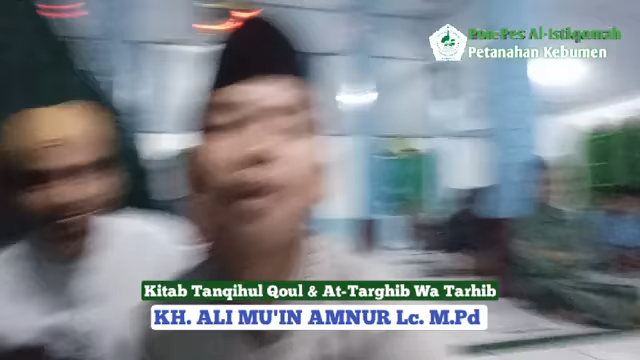 Pon-Pes Al-Istiqomah
Petanahan Kebumen
Kitab Tanqihul Qoul & At-Targhib Wa Tarhib
KH. ALI MU'IN AMNUR Lc. M.Pd